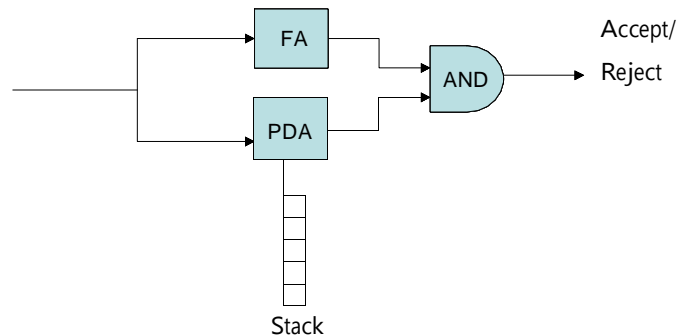 FA
Accept/
Reject
AND
PDA
Stack